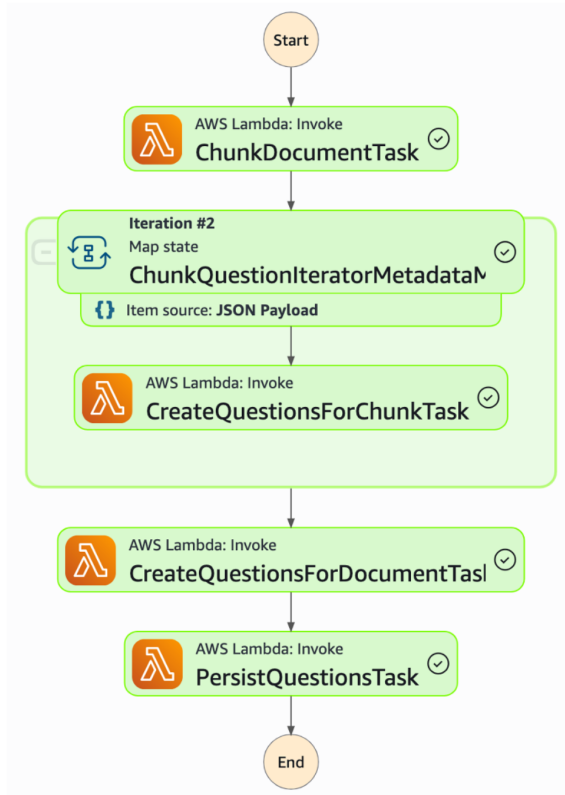 Start
AWS Lambda: Invoke
ChunkDocumentTask
Iteration #2
Map state
ChunkQuestionIteratorMetadataM
{} Item source: JSON Payload
AWS Lambda: Invoke
CreateQuestionsForChunkTask
AWS Lambda: Invoke
CreateQuestionsForDocumentTask
AWS Lambda: Invoke
PersistQuestionsTask
End